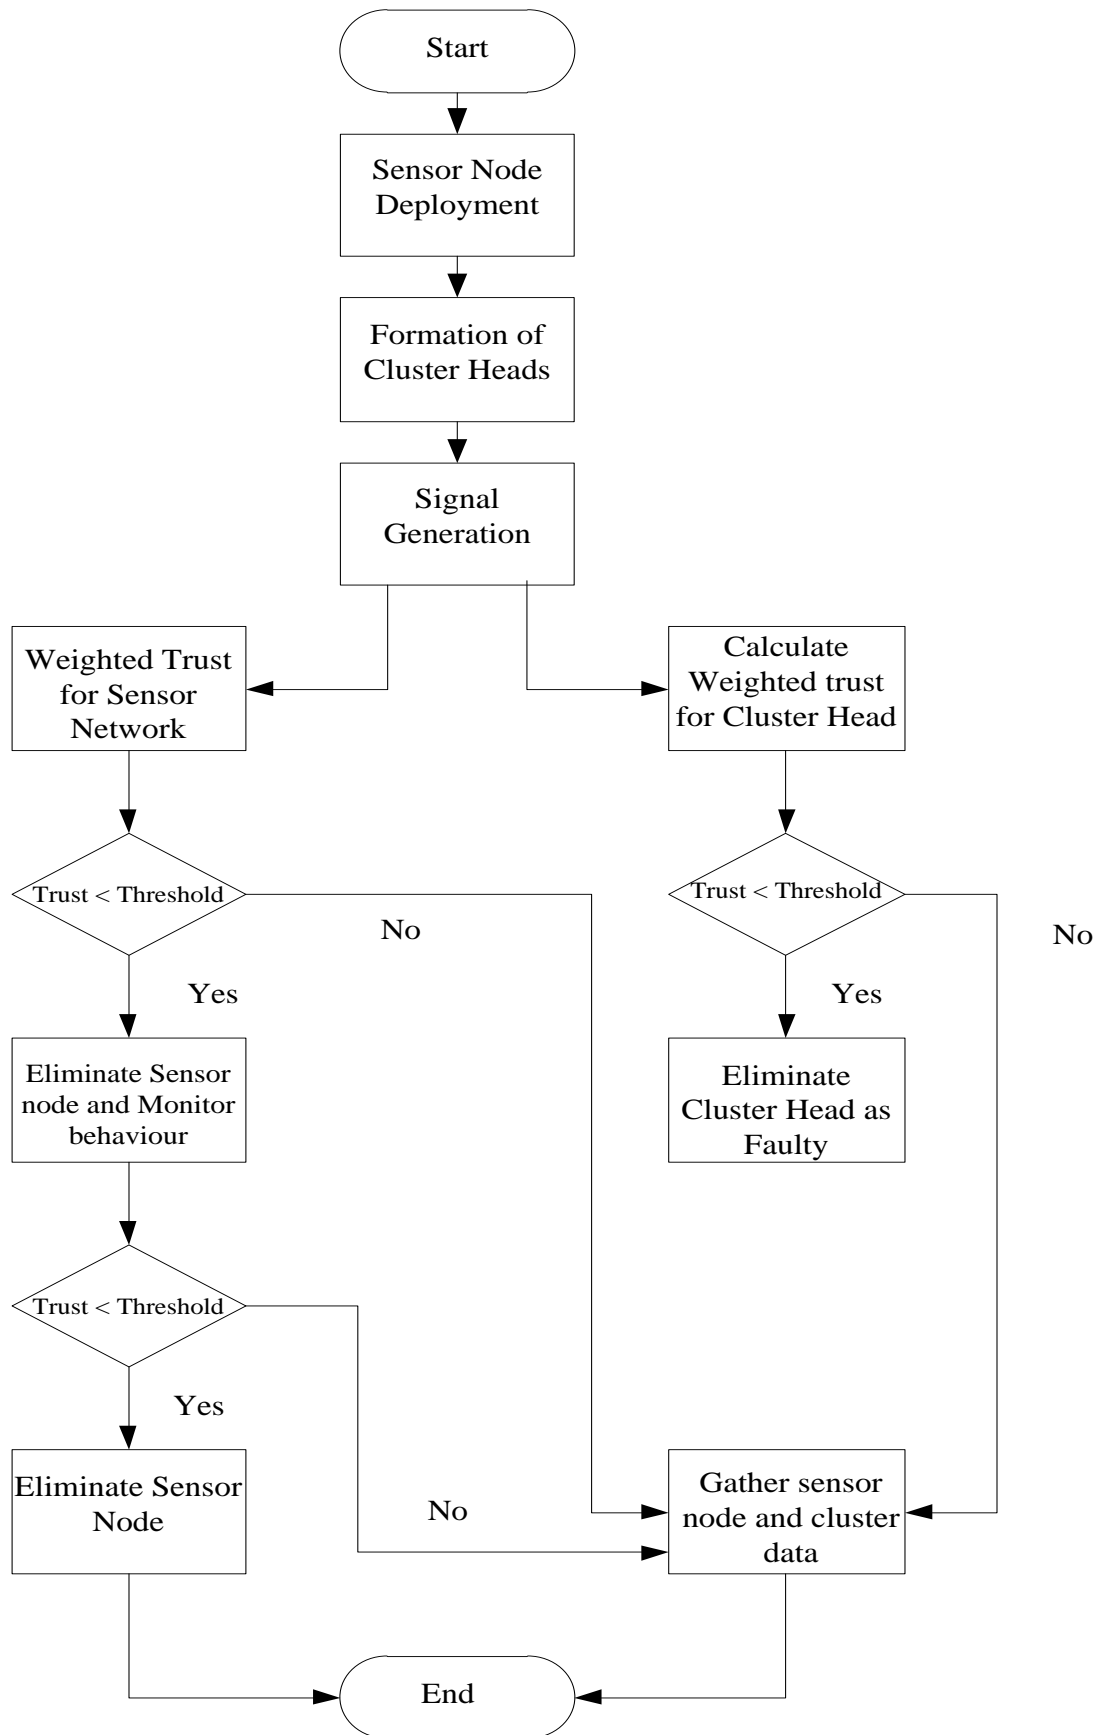 Start
Sensor Node
Deployment
Formation of
Cluster Heads
Signal
Generation
Weighted Trust
for Sensor
Network
Calculate
Weighted trust
for Cluster Head
Trust < Threshold
No
Yes
Trust < Threshold
No
Yes
Eliminate Sensor
node and Monitor
behaviour
Eliminate
Cluster Head as
Faulty
Trust < Threshold
Yes
No
Eliminate Sensor
Node
Gather sensor
node and cluster
data
End